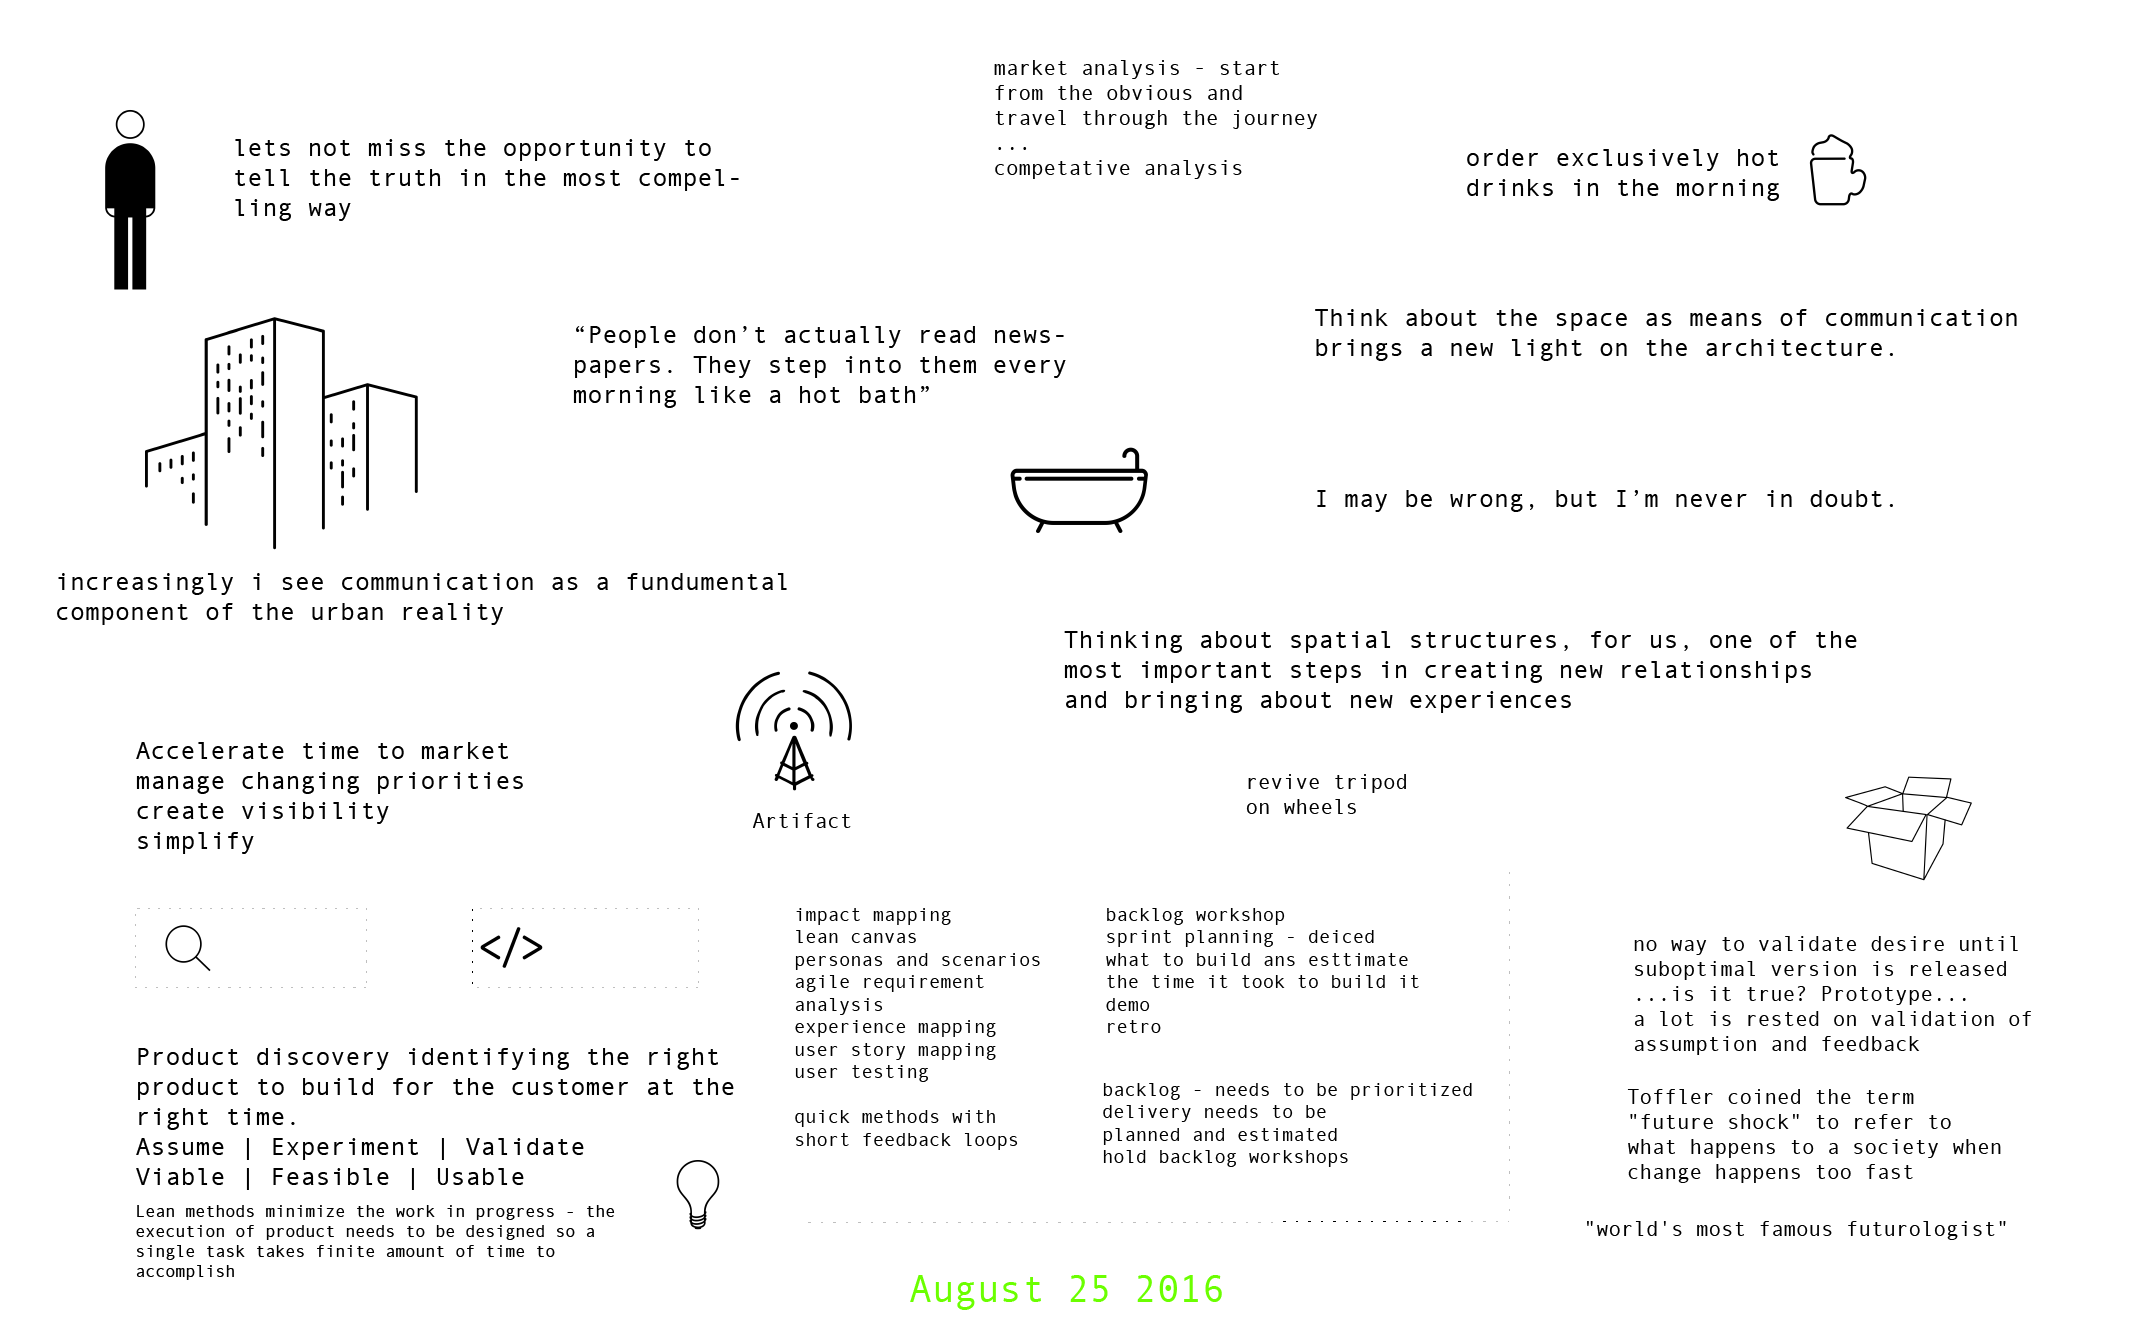 market analysis - start
from the obvious and
travel through the journey
...
competative analysis
lets not miss the opportunity to
tell the truth in the most compel-
ling way
order exclusively hot
drinks in the morning
“People don’t actually read news-
papers. They step into them every
morning like a hot bath”
Think about the space as means of communication
brings a new light on the architecture.
I may be wrong, but I’m never in doubt.
increasingly i see communication as a fundumental
component of the urban reality
Thinking about spatial structures, for us, one of the
most important steps in creating new relationships
and bringing about new experiences
Accelerate time to market
manage changing priorities
create visibility
simplify
Artifact
revive tripod
on wheels
</>
impact mapping
lean canvas
personas and scenarios
agile requirement
analysis
experience mapping
user story mapping
user testing
quick methods with
short feedback loops
backlog workshop
sprint planning - deiced
what to build ans esttimate
the time it took to build it
demo
retro
backlog - needs to be prioritized
delivery needs to be
planned and estimated
hold backlog workshops
no way to validate desire until
suboptimal version is released
...is it true? Prototype...
a lot is rested on validation of
assumption and feedback
Toffler coined the term
"future shock" to refer to
what happens to a society when
change happens too fast
"world's most famous futurologist"
Product discovery identifying the right
product to build for the customer at the
right time.
Assume | Experiment | Validate
Viable | Feasible | Usable
Lean methods minimize the work in progress - the
execution of product needs to be designed so a
single task takes finite amount of time to
accomplish
August 25 2016